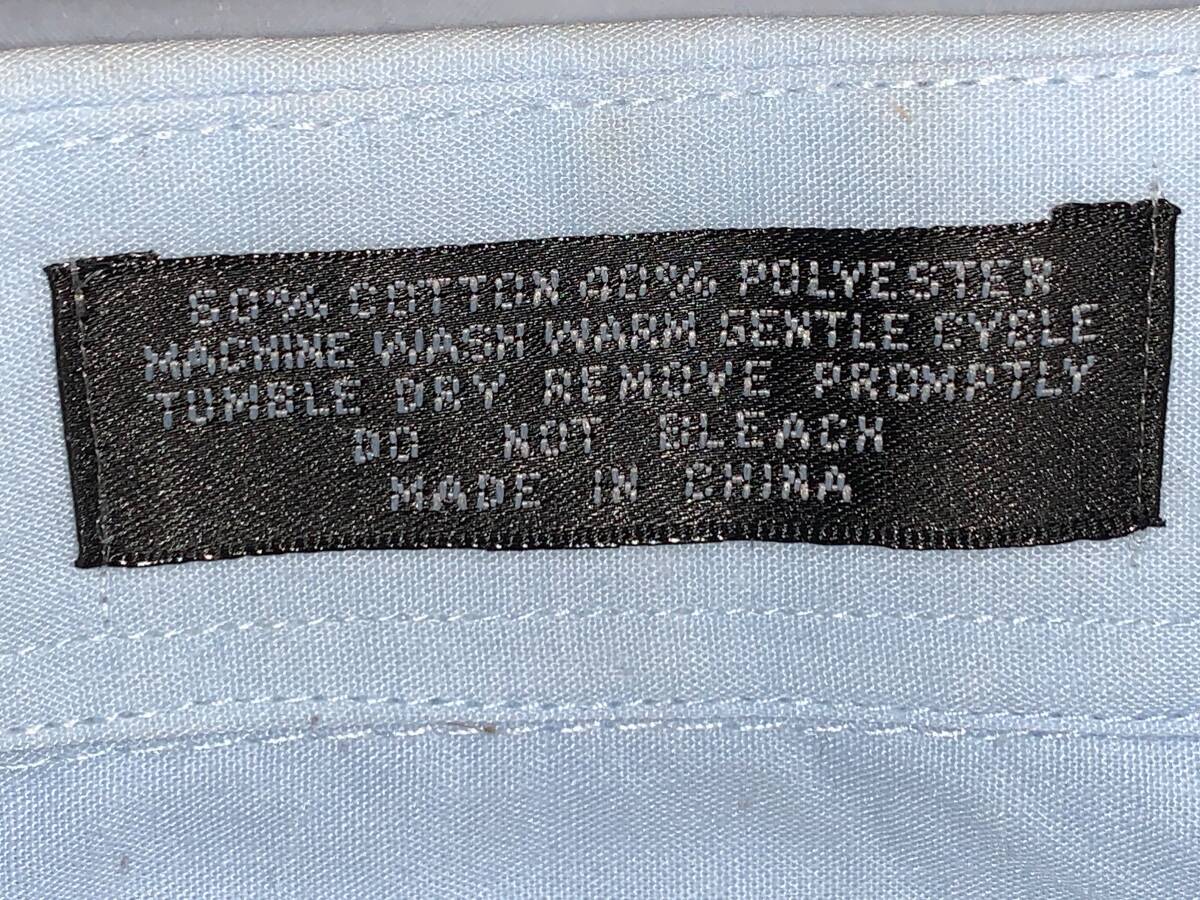 60% COTTON 40% POLYESTER
MACHINE WASH WARM GENTLE CYCLE
TUMBLE DRY REMOVE PROMPTLY
DO NOT BLEACH
MADE IN CHINA